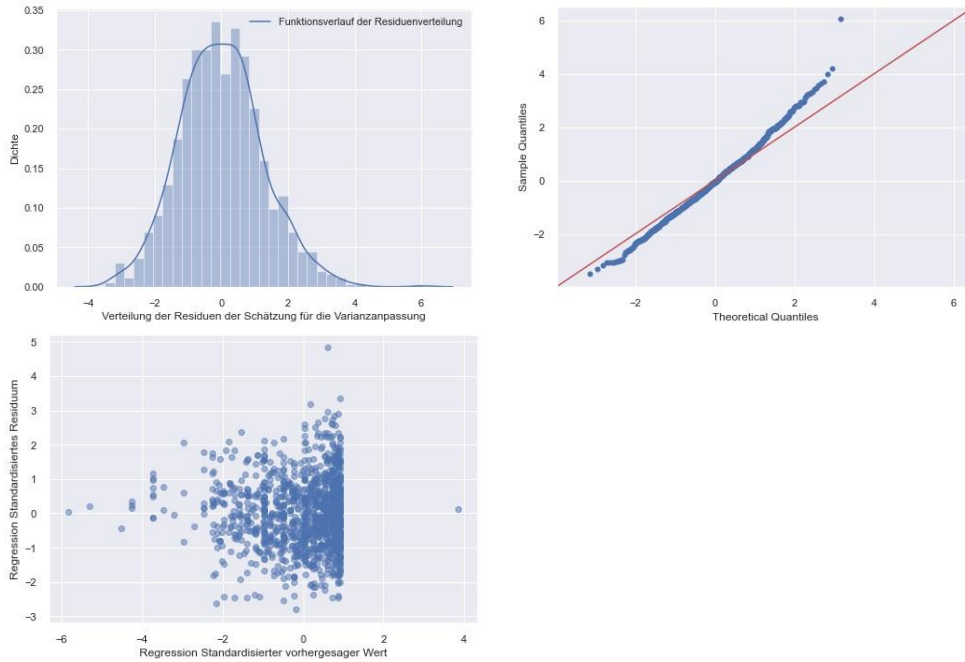 0.35
0.30
0.25
0.20
0.15
0.10
0.05
0.00
Dichte
Funktionsverlauf der Residuenverteilung
−4 −2 0 2 4 6
Verteilung der Residuen der Schätzung für die Varianzanpassung
6
4
2
0
−2
Sample Quantiles
−2 0 2 4 6
Theoretical Quantiles
5
4
3
2
1
0
−1
−2
−3
Regression Standardisiertes Residuum
−6 −4 −2 0 2 4
Regression Standardisierter vorhergesager Wert